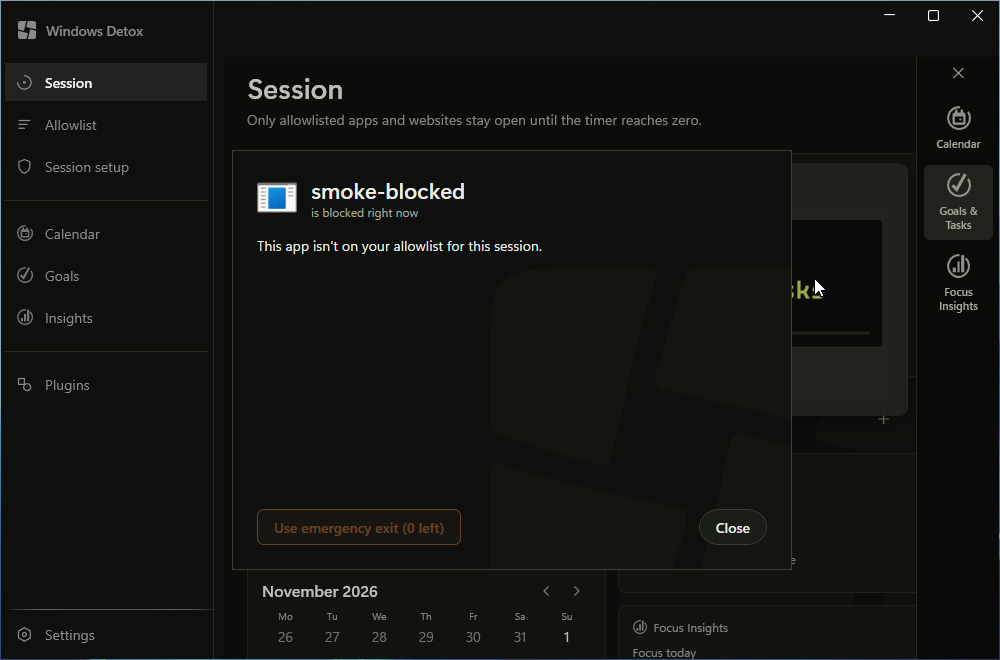 Windows Detox
Session
Allowlist
Session setup
Calendar
Goals
Insights
Plugins
Settings
Session
Only allowlisted apps and websites stay open until the timer reaches zero.
smoke-blocked
is blocked right now
This app isn't on your allowlist for this session.
Use emergency exit (0 left)
Close
November 2026
Mo Tu We Th Fr Sa Su
26 27 28 29 30 31 1
Focus Insights
Focus today
Calendar
Goals &
Tasks
Focus
Insights